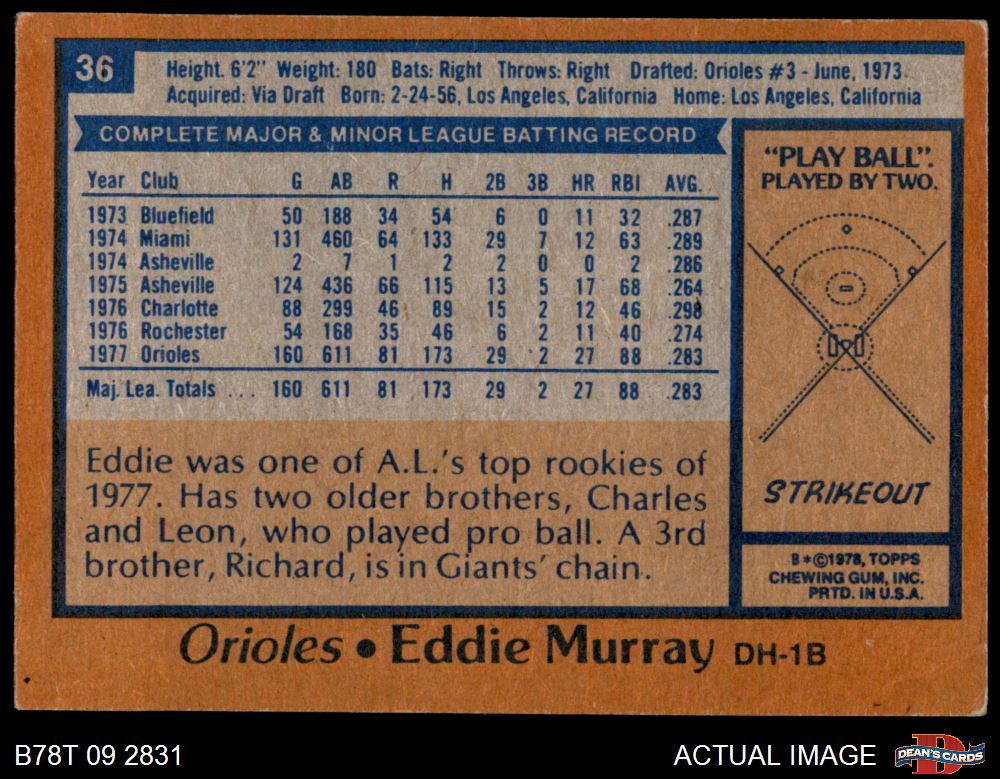 36
Height. 6'2" Weight: 180 Bats: Right Throws: Right Drafted: Orioles #3 - June, 1973.
Acquired: Via Draft Born: 2-24-56, Los Angeles, California Home: Los Angeles, California
COMPLETE MAJOR & MINOR LEAGUE BATTING RECORD
Year Club G AB R H 2B 3B HR RBI AVG.
1973 Bluefield 50 188 34 54 6 0 11 32 .287
1974 Miami 131 460 64 133 29 7 12 63 .289
1974 Asheville 2 7 1 2 2 0 0 2 .286
1975 Asheville 124 436 66 115 13 5 17 68 .264
1976 Charlotte 88 299 46 89 15 2 12 46 .298
1976 Rochester 54 168 35 46 6 2 11 40 .274
1977 Orioles 160 611 81 173 29 2 27 88 .283
Maj. Lea. Totals ... 160 611 81 173 29 2 27 88 .283
Eddie was one of A.L.'s top rookies of
1977. Has two older brothers, Charles
and Leon, who played pro ball. A 3rd
brother, Richard, is in Giants' chain.
"PLAY BALL".
PLAYED BY TWO.
STRIKEOUT
B*©1978, TOPPS
CHEWING GUM, INC.
PRTD. IN U.S.A.
Orioles • Eddie Murray DH-1B
B78T 09 2831
ACTUAL IMAGE
DEAN'S CARDS